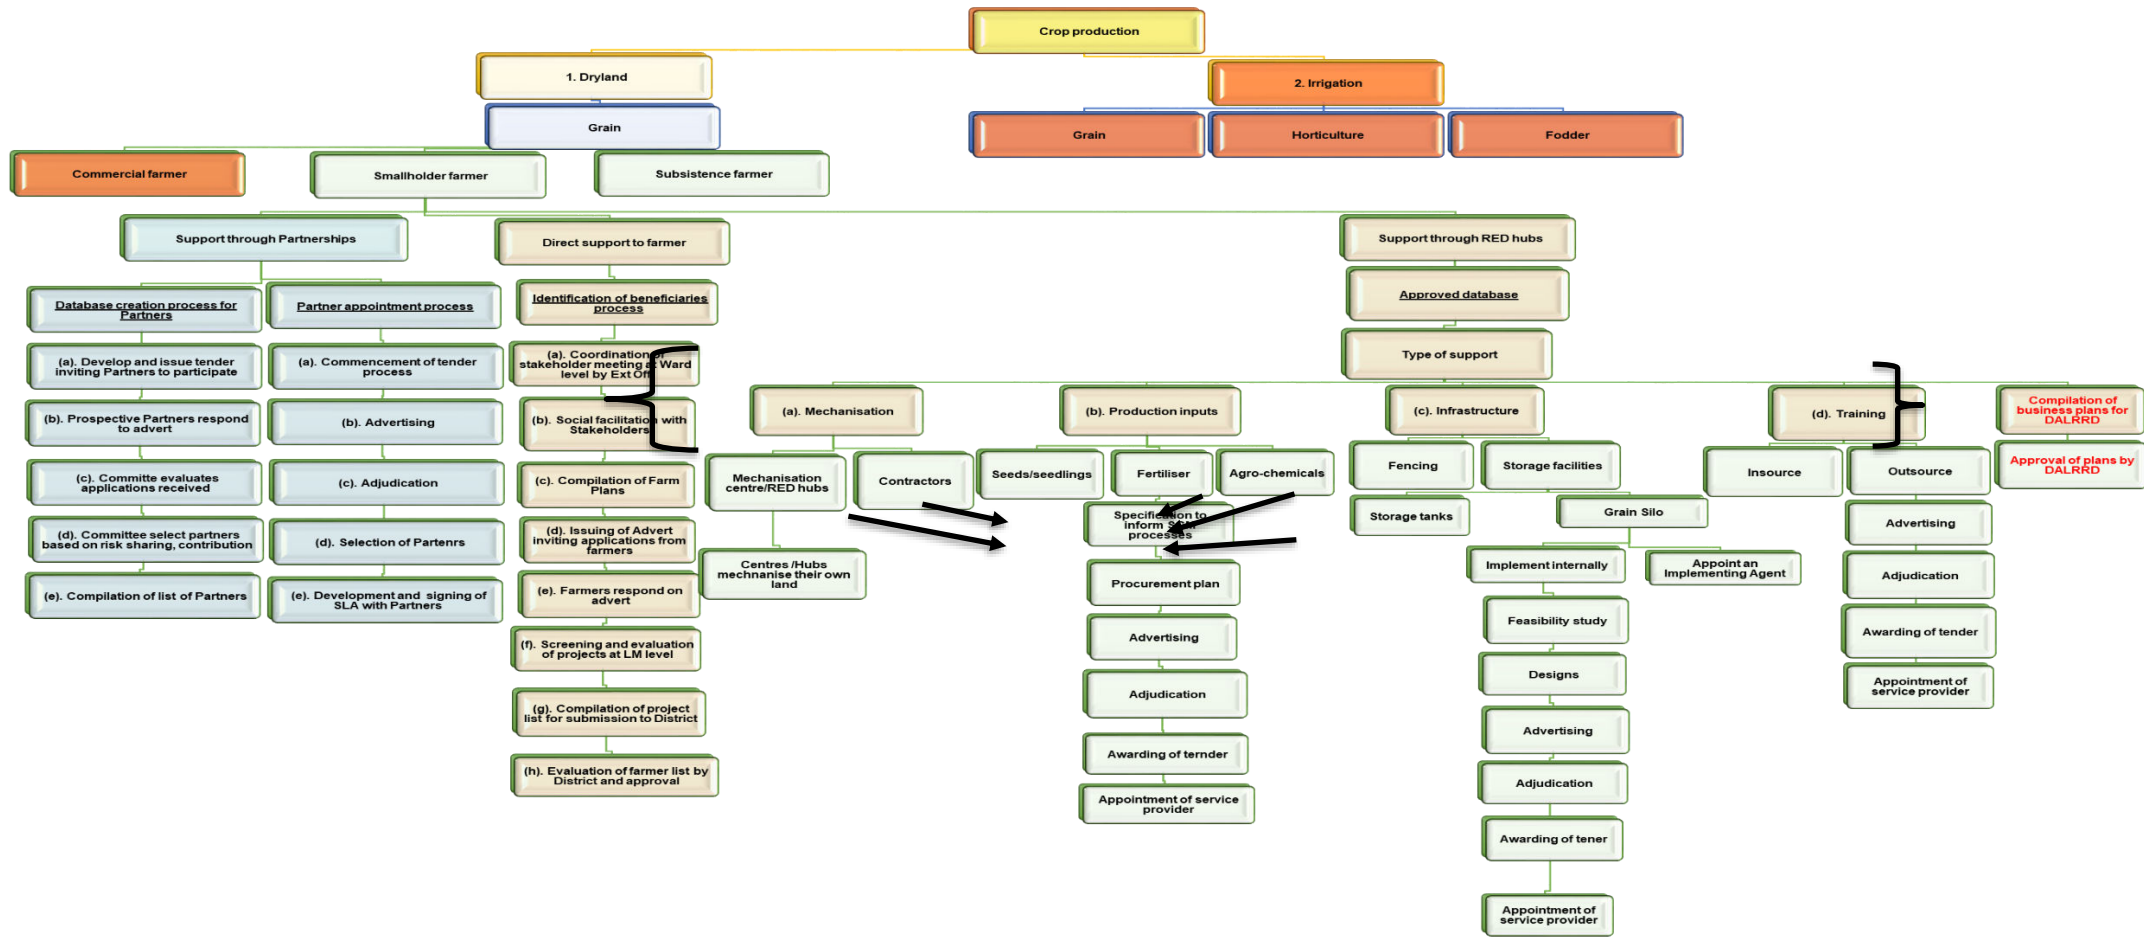 Crop production
1. Dryland
2. Irrigation
Grain
Grain
Horticulture
Fodder
Commercial farmer
Smallholder farmer
Subsistence farmer
Support through Partnerships
Direct support to farmer
Support through RED hubs
Database creation process for
Partners
(a). Develop and issue tender
inviting Partners to participate
(b). Prospective Partners respond
to advert
(c). Committe evaluates
applications received
(d). Committee select partners
based on risk sharing, contribution
(e). Compilation of list of Partners
Partner appointment process
(a). Commencement of tender
process
(b). Advertising
(c). Adjudication
(d). Selection of Partenrs
(e). Development and signing of
SLA with Partners
Identification of beneficiaries
process
(a). Coordination of
stakeholder meeting at Ward
level by Ext Off
(b). Social facilitation with
Stakeholders
(c). Compilation of Farm
Plans
(d). Issuing of Advert
inviting applications from
farmers
(e). Farmers respond on
advert
(f). Screening and evaluation
of projects at LM level
(g). Compilation of project
list for submission to District
(h). Evaluation of farmer list by
District and approval
Approved database
Type of support
(a). Mechanisation
Mechanisation
centre/RED hubs
Contractors
Centres /Hubs
mechnanise their own
land
(b). Production inputs
Seeds/seedlings
Fertiliser
Agro-chemicals
Specification to
inform SCM
processes
Procurement plan
Advertising
Adjudication
Awarding of ternder
Appointment of service
provider
(c). Infrastructure
Fencing
Storage facilities
Storage tanks
Grain Silo
Implement internally
Appoint an
Implementing Agent
Feasibility study
Designs
Advertising
Adjudication
Awarding of tener
Appointment of
service provider
(d). Training
Insource
Outsource
Advertising
Adjudication
Awarding of tender
Appointment of
service provider
Compilation of
business plans for
DALRRD
Approval of plans by
DALRRD